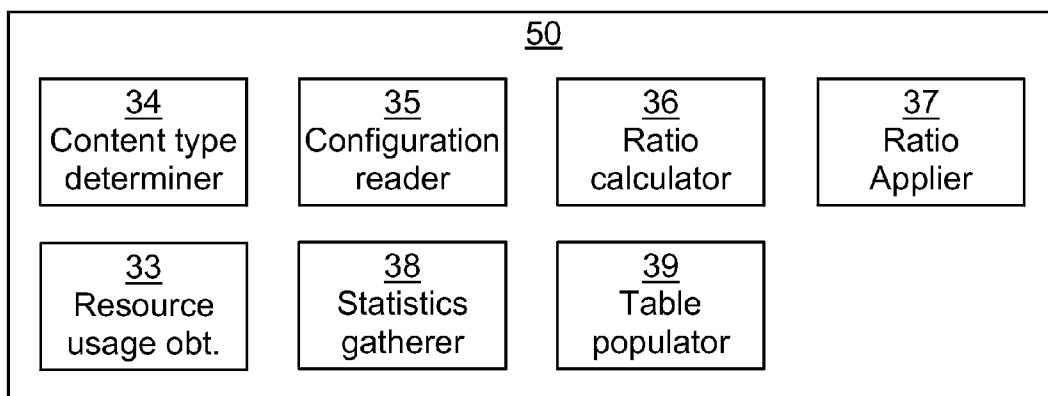 50
34
Content type
determiner
35
Configuration
reader
36
Ratio
calculator
37
Ratio
Applier
33
Resource
usage obt.
38
Statistics
gatherer
39
Table
populator